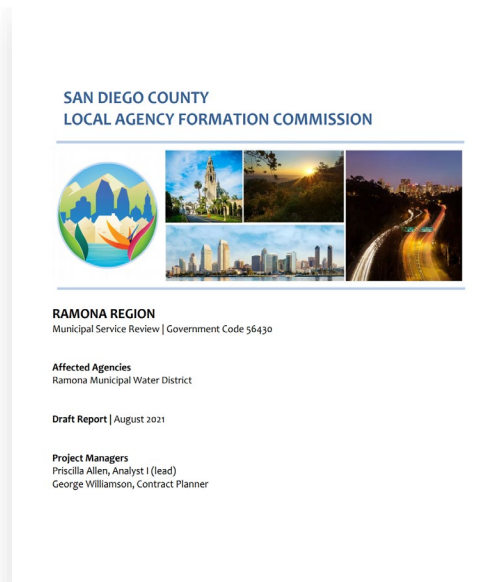 SAN DIEGO COUNTY
LOCAL AGENCY FORMATION COMMISSION
RAMONA REGION
Municipal Service Review | Government Code 56430
Affected Agencies
Ramona Municipal Water District
Draft Report | August 2021
Project Managers
Priscilla Allen, Analyst I (lead)
George Williamson, Contract Planner